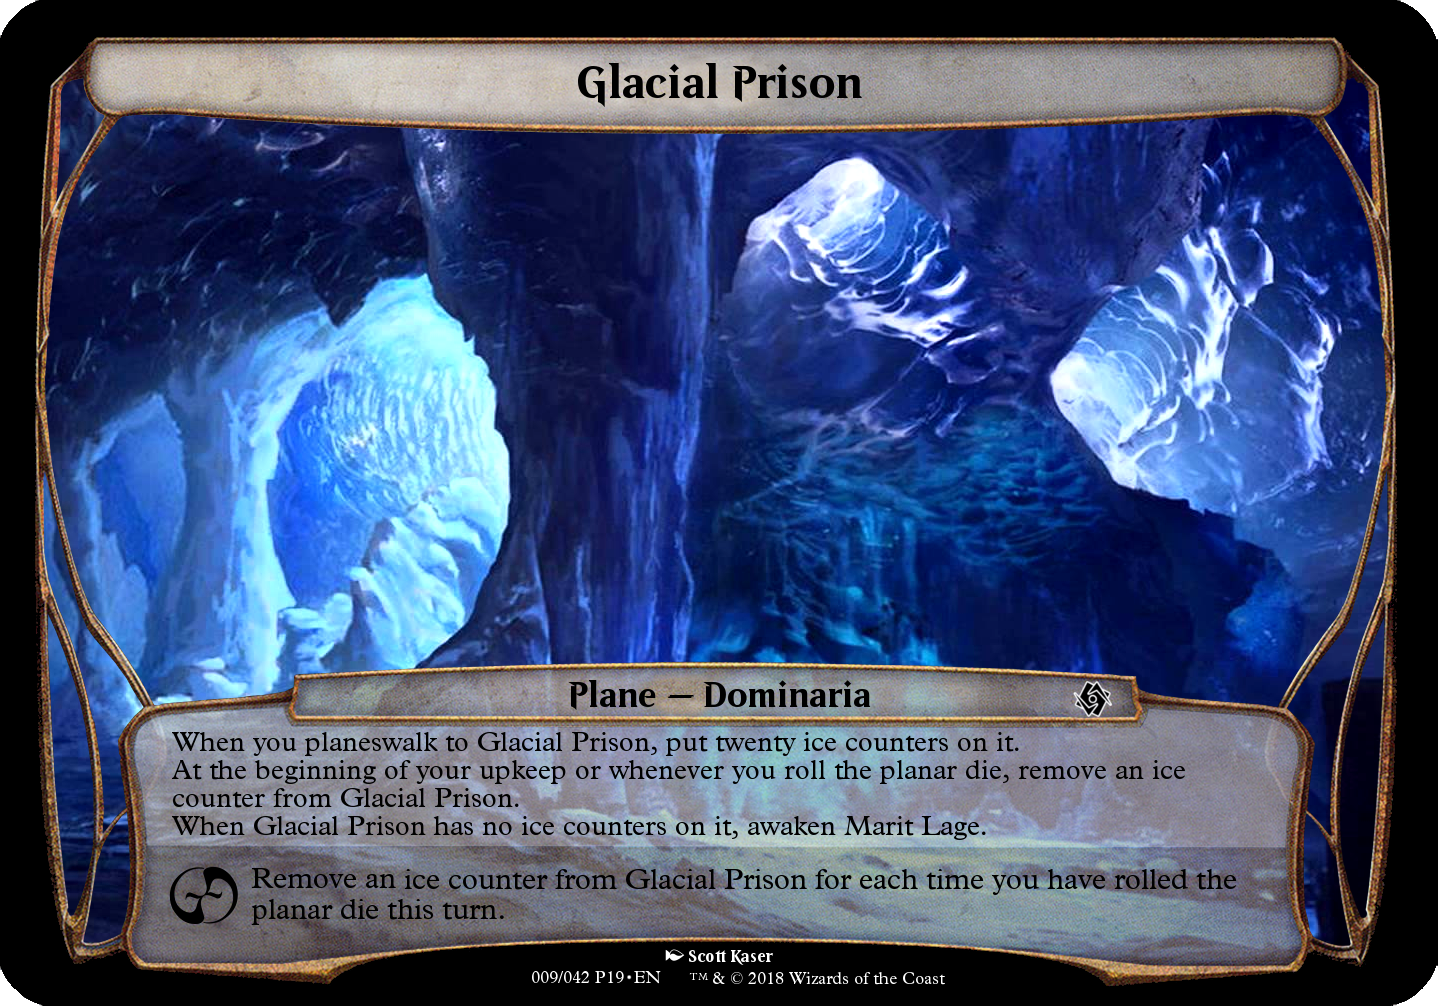 Glacial Prison
Plane — Dominaria
When you planeswalk to Glacial Prison, put twenty ice counters on it.
At the beginning of your upkeep or whenever you roll the planar die, remove an ice
counter from Glacial Prison.
When Glacial Prison has no ice counters on it, awaken Marit Lage.
Remove an ice counter from Glacial Prison for each time you have rolled the
planar die this turn.
Scott Kaser
009/042 P19•EN ™ & © 2018 Wizards of the Coast